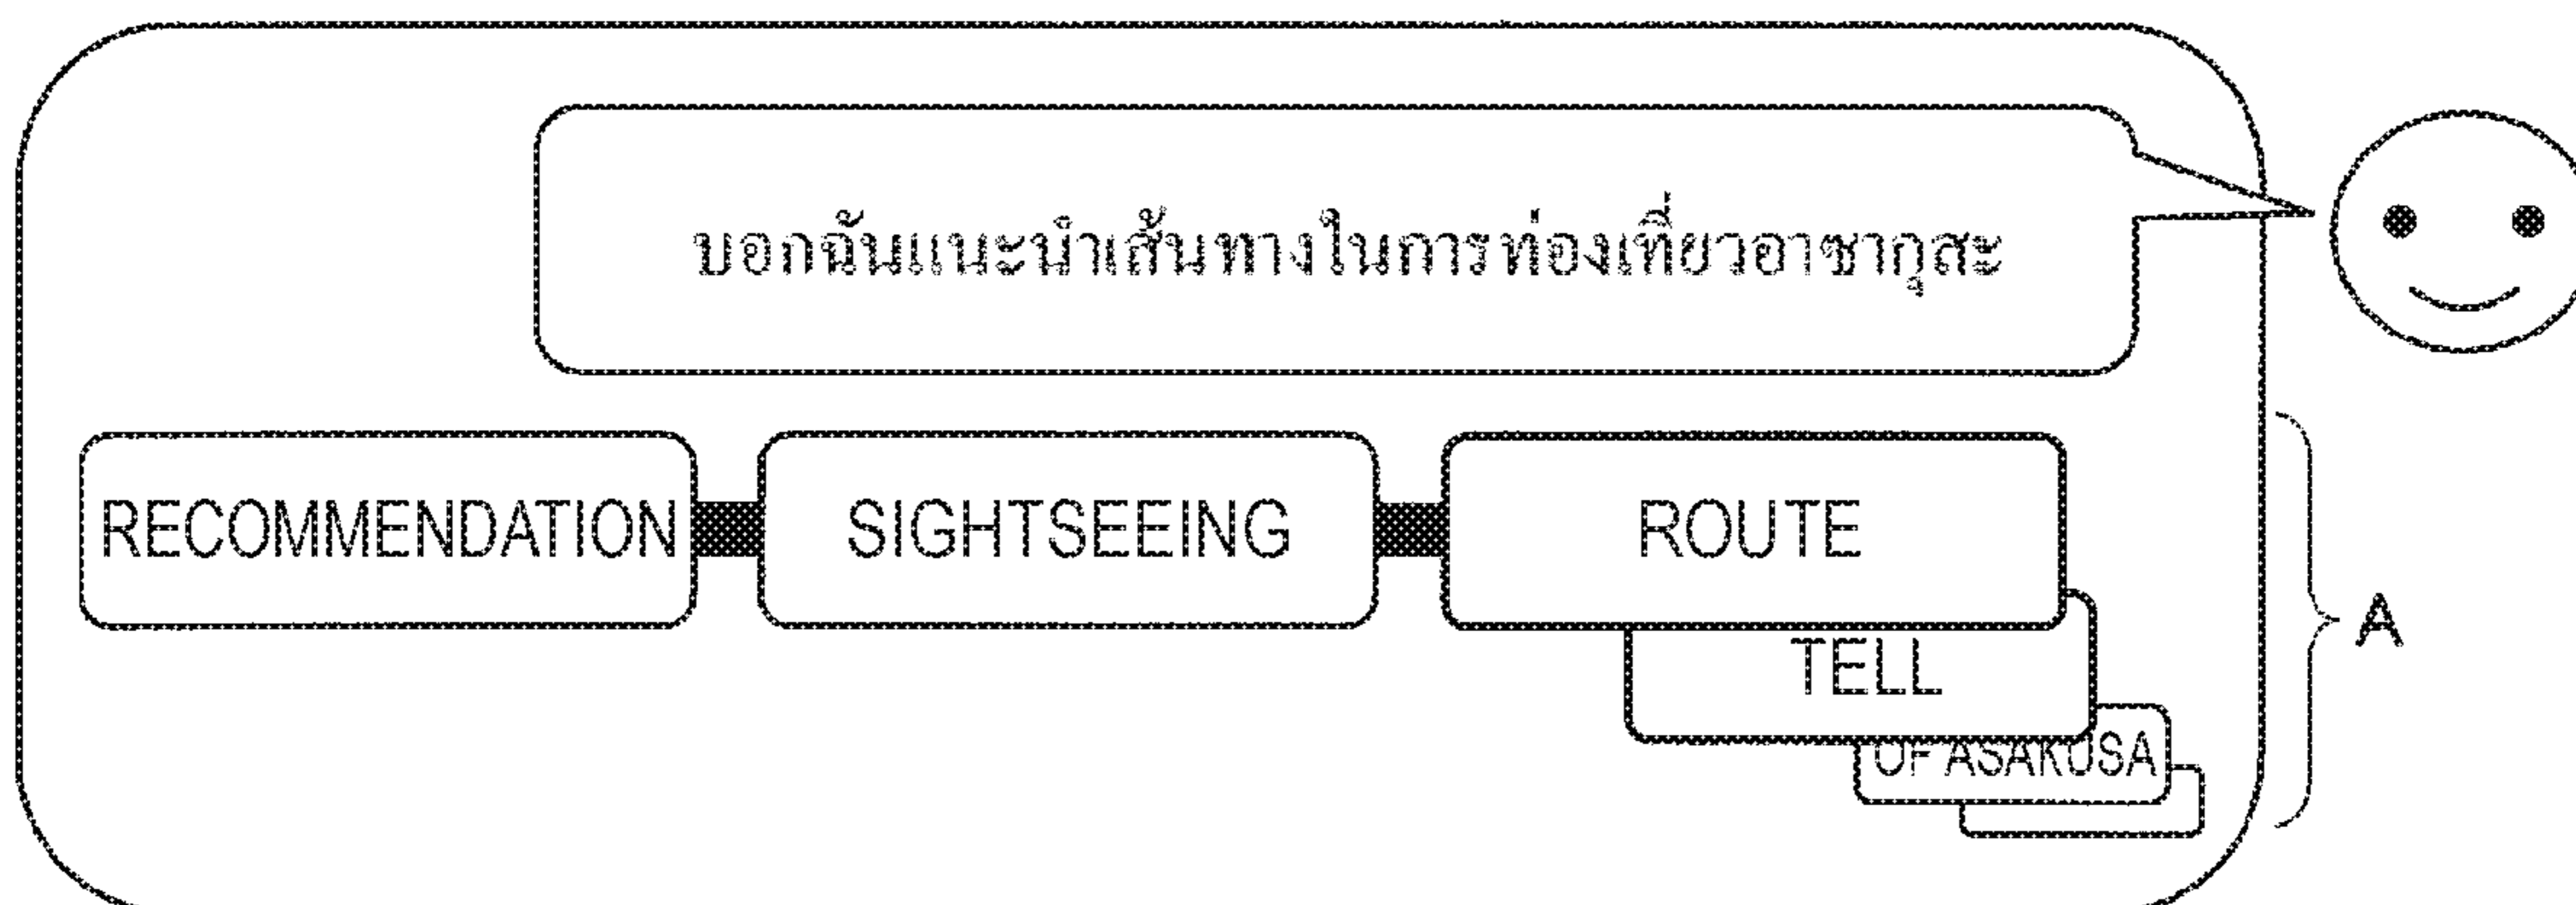 บอกฉันแนะนำเส้นทางในการท่องเที่ยวอาซากุสะ
RECOMMENDATION SIGHTSEEING ROUTE
TELL
A
OF ASAKUSA